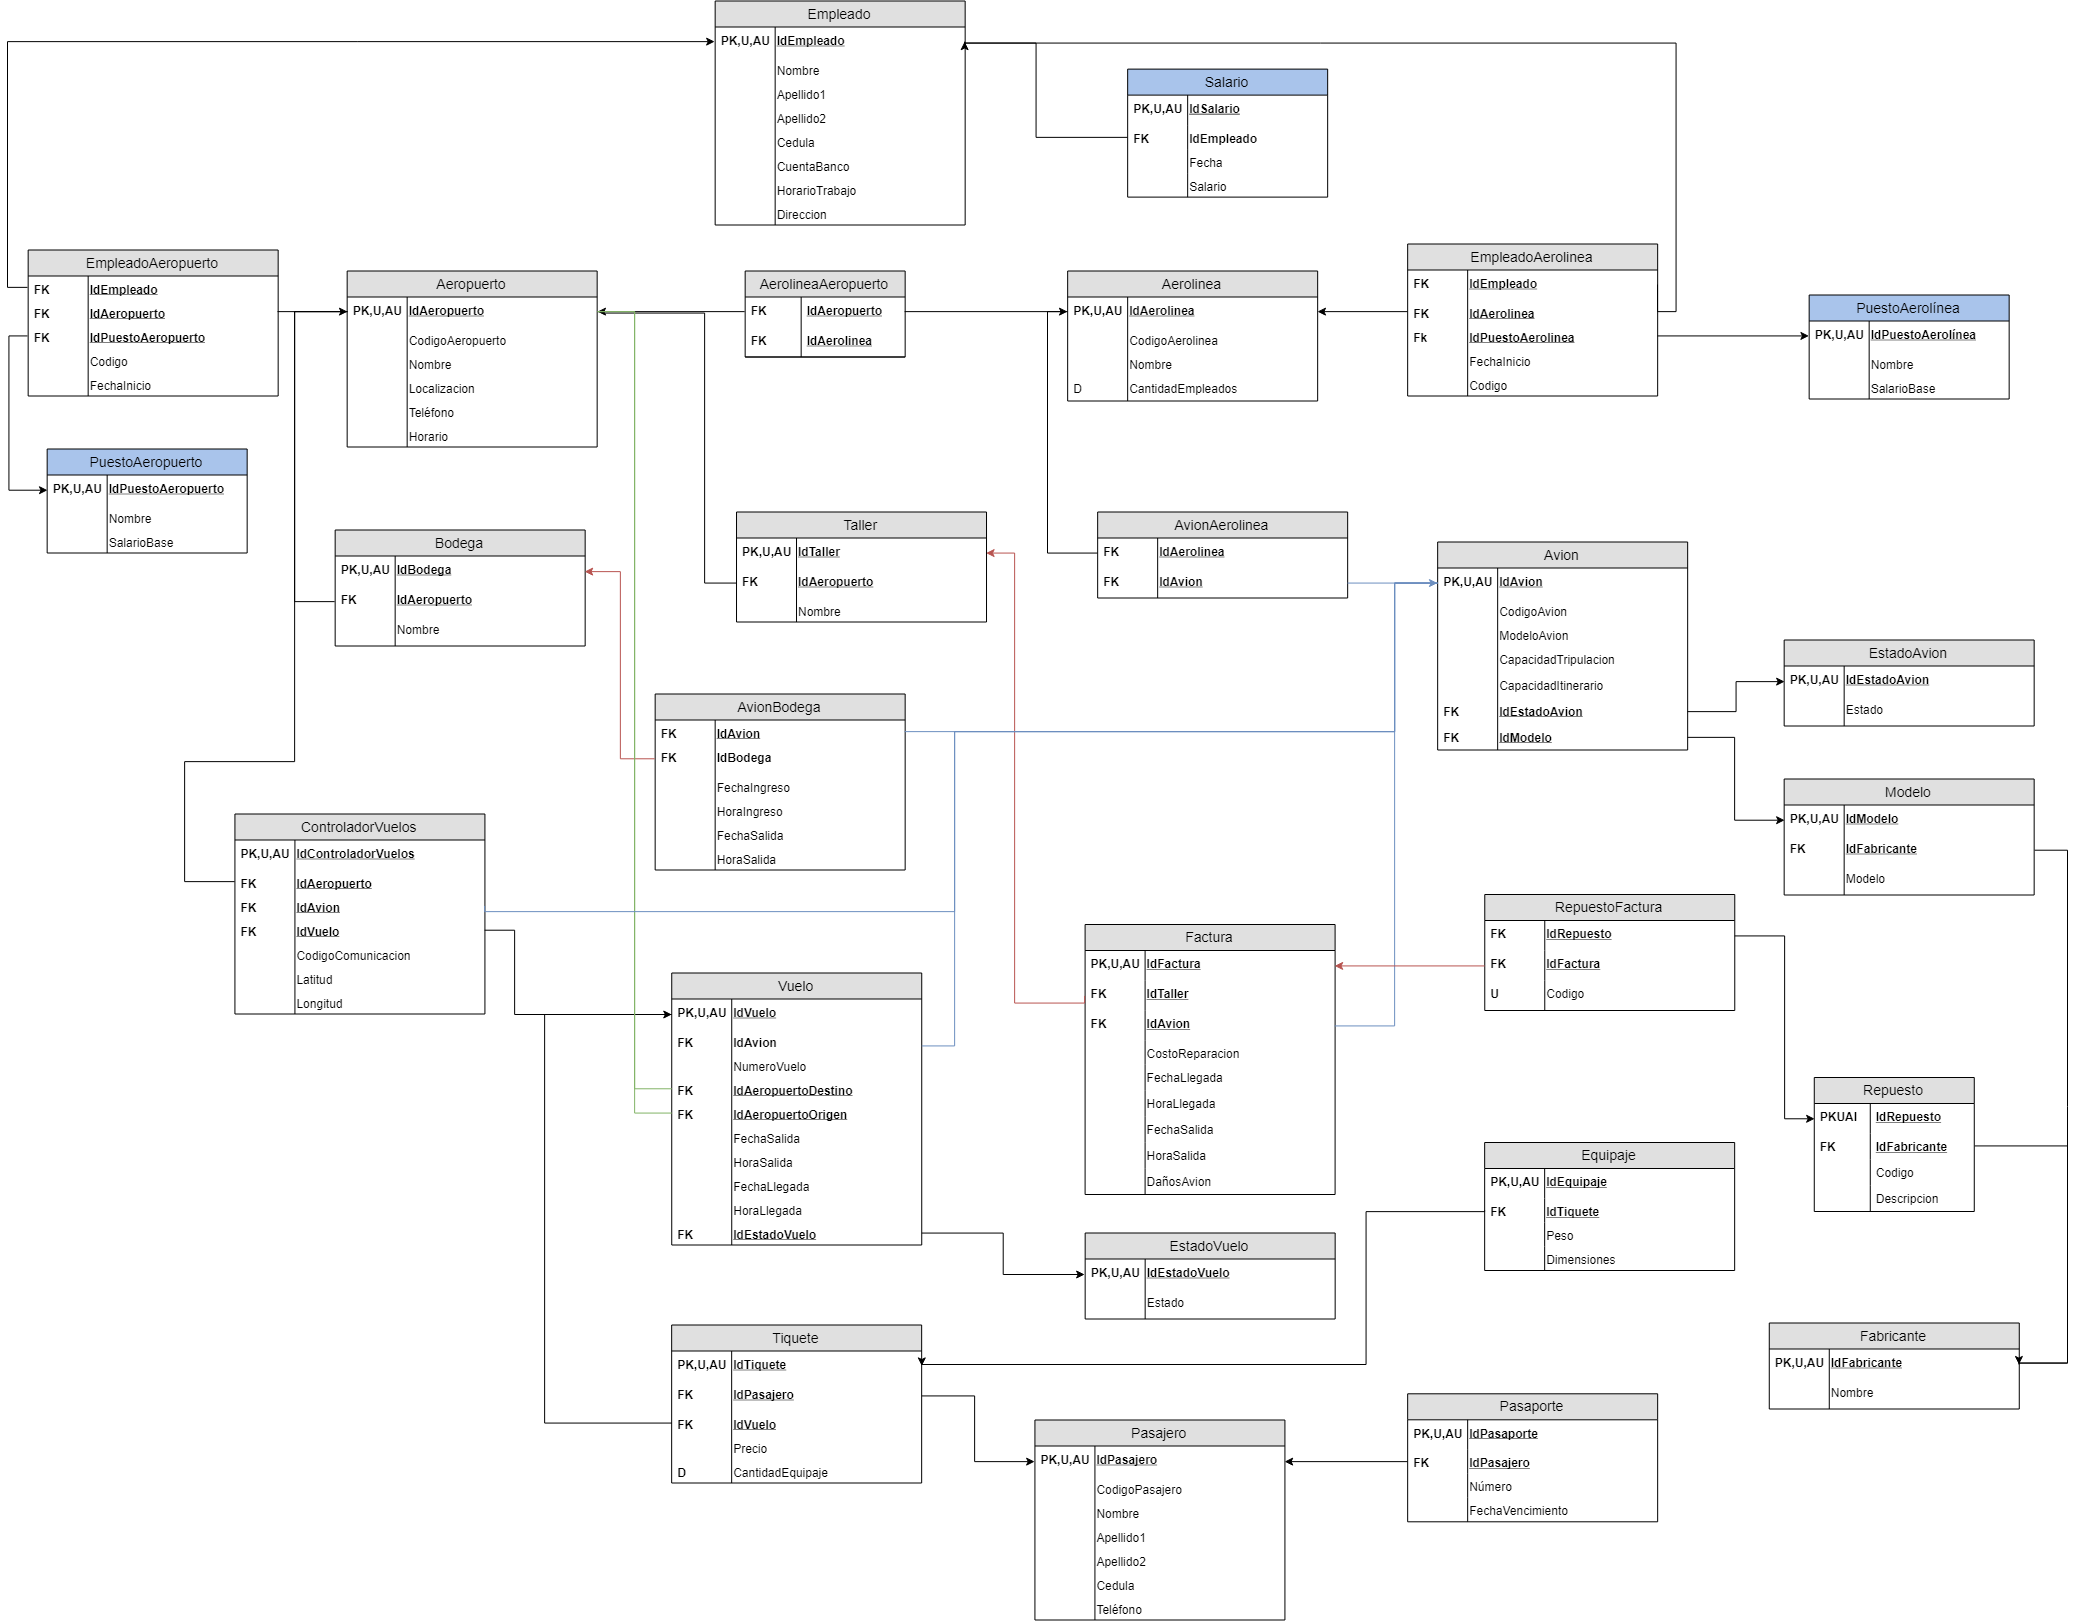 Empleado
PK,U,AU IdEmpleado
Nombre
Apellido1
Apellido2
Cedula
CuentaBanco
HorarioTrabajo
Direccion
Salario
PK,U,AU IdSalario
FK IdEmpleado
Fecha
Salario
EmpleadoAeropuerto
FK IdEmpleado
FK IdAeropuerto
FK IdPuestoAeropuerto
Codigo
FechaInicio
Aeropuerto
PK,U,AU IdAeropuerto
CodigoAeropuerto
Nombre
Localizacion
Teléfono
Horario
AerolineaAeropuerto
FK IdAeropuerto
FK IdAerolinea
Aerolinea
PK,U,AU IdAerolinea
CodigoAerolinea
Nombre
D CantidadEmpleados
EmpleadoAerolinea
FK IdEmpleado
FK IdAerolinea
Fk IdPuestoAerolinea
FechaInicio
Codigo
PuestoAerolínea
PK,U,AU IdPuestoAerolínea
Nombre
SalarioBase
PuestoAeropuerto
PK,U,AU IdPuestoAeropuerto
Nombre
SalarioBase
Bodega
PK,U,AU IdBodega
FK IdAeropuerto
Nombre
Taller
PK,U,AU IdTaller
FK IdAeropuerto
Nombre
AvionAerolinea
FK IdAerolinea
FK IdAvion
Avion
PK,U,AU IdAvion
CodigoAvion
ModeloAvion
CapacidadTripulacion
CapacidadItinerario
FK IdEstadoAvion
FK IdModelo
EstadoAvion
PK,U,AU IdEstadoAvion
Estado
AvionBodega
FK IdAvion
FK IdBodega
FechaIngreso
HoraIngreso
FechaSalida
HoraSalida
Modelo
PK,U,AU IdModelo
FK IdFabricante
Modelo
ControladorVuelos
PK,U,AU IdControladorVuelos
FK IdAeropuerto
FK IdAvion
FK IdVuelo
CodigoComunicacion
Latitud
Longitud
RepuestoFactura
FK IdRepuesto
FK IdFactura
U Codigo
Factura
PK,U,AU IdFactura
FK IdTaller
FK IdAvion
CostoReparacion
FechaLlegada
HoraLlegada
FechaSalida
HoraSalida
DañosAvion
Vuelo
PK,U,AU IdVuelo
FK IdAvion
NumeroVuelo
FK IdAeropuertoDestino
FK IdAeropuertoOrigen
FechaSalida
HoraSalida
FechaLlegada
HoraLlegada
FK IdEstadoVuelo
Repuesto
PKUAI IdRepuesto
FK IdFabricante
Codigo
Descripcion
Equipaje
PK,U,AU IdEquipaje
FK IdTiquete
Peso
Dimensiones
EstadoVuelo
PK,U,AU IdEstadoVuelo
Estado
Tiquete
PK,U,AU IdTiquete
FK IdPasajero
FK IdVuelo
Precio
D CantidadEquipaje
Fabricante
PK,U,AU IdFabricante
Nombre
Pasaporte
PK,U,AU IdPasaporte
FK IdPasajero
Número
FechaVencimiento
Pasajero
PK,U,AU IdPasajero
CodigoPasajero
Nombre
Apellido1
Apellido2
Cedula
Teléfono